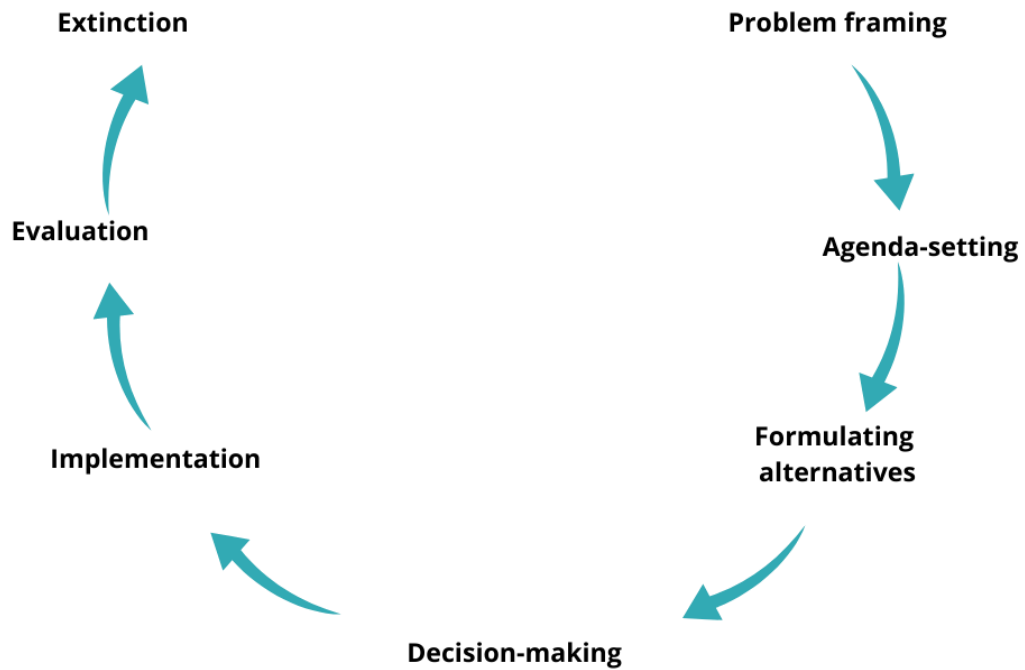 Extinction
Problem framing
Evaluation
Agenda-setting
Formulating
alternatives
Implementation
Decision-making